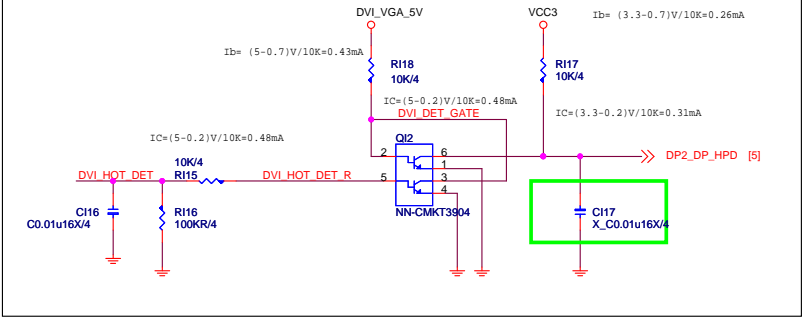 DVI_VGA_5V
VCC3
Ib= (3.3-0.7)V/10K=0.26mA
Ib= (5-0.7)V/10K=0.43mA
RI18
10K/4
RI17
10K/4
IC=(5-0.2)V/10K=0.48mA
DVI_DET_GATE
IC=(3.3-0.2)V/10K=0.31mA
IC=(5-0.2)V/10K=0.48mA
QI2
2
6
1
DP2_DP_HPD [5]
10K/4
RI15
DVI_HOT_DET
DVI_HOT_DET_R
5
3
4
NN-CMKT3904
CI16
C0.01u16X/4
RI16
100KR/4
CI17
X_C0.01u16X/4